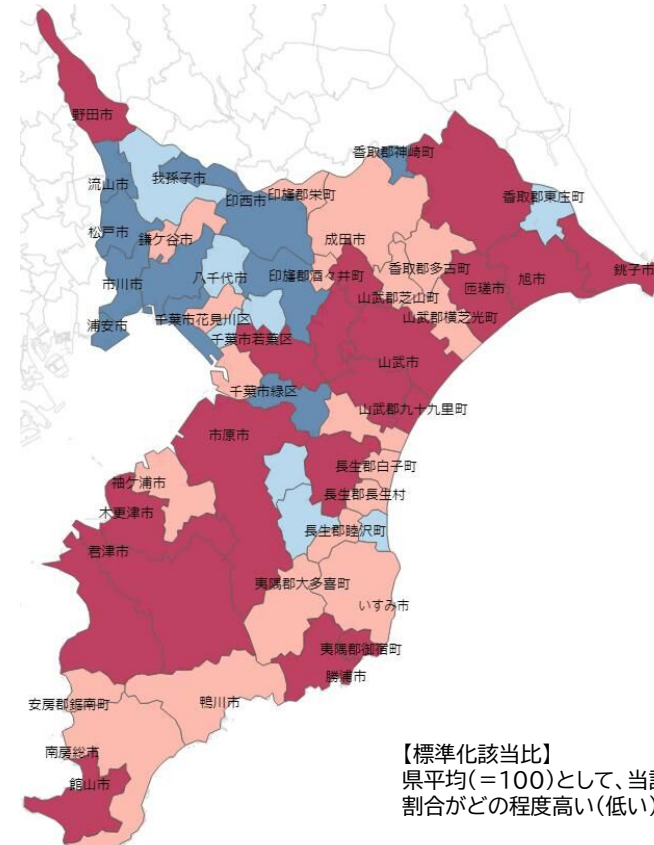 野田市
香取郡神崎町
流山市
我孫子市
印西市
印旛郡栄町
香取郡東庄町
松戸市
鎌ケ谷市
成田市
香取郡多古町
銚子市
市川市
八千代市
印旛郡酒々井町
旭市
匝瑳市
山武郡芝山町
浦安市
千葉市花見川区
山武郡横芝光町
千葉市若葉区
山武市
千葉市緑区
山武郡九十九里町
市原市
長生郡白子町
袖ケ浦市
長生郡長生村
木更津市
長生郡睦沢町
君津市
夷隅郡大多喜町
いすみ市
夷隅郡御宿町
勝浦市
安房郡鋸南町
鴨川市
南房総市
館山市
【標準化該当比】
県平均(=100)として、当
割合がどの程度高い(低い)